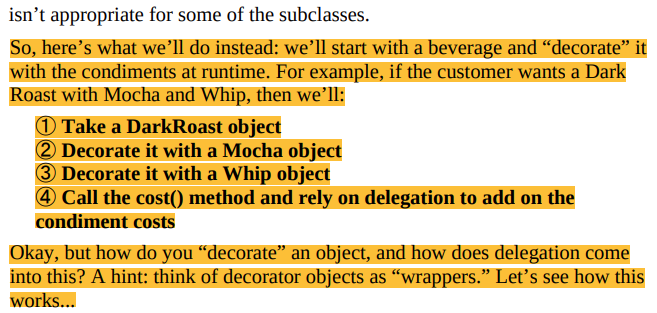 isn’t appropriate for some of the subclasses.
So, here’s what we’ll do instead: we’ll start with a beverage and “decorate” it
with the condiments at runtime. For example, if the customer wants a Dark
Roast with Mocha and Whip, then we’ll:
① Take a DarkRoast object
② Decorate it with a Mocha object
③ Decorate it with a Whip object
④ Call the cost() method and rely on delegation to add on the
condiment costs
Okay, but how do you “decorate” an object, and how does delegation come
into this? A hint: think of decorator objects as “wrappers.” Let’s see how this
works...